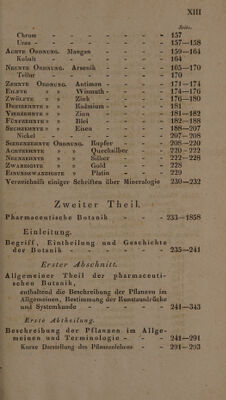 XIII
Seite.
Chrom - - - - - - - 157
Uran - - - - - - - 157—158
Achte Ordnung. Mangan - - - - 159—164
Kobalt - - - - - - 164
Neunte Ordnung. Arsenik - - - - 165—170
Tellur - - - - - - 170
Zehnte Ordnung. Antimon - - - - 171—174
Eilfte » » Wismuth - - - - 174—176
Zwölfte » » Zink - - - - 176—180
Dreizehnte » » Kadmium - - - - 181
Vierzehnte » » Zinn - - - - 181—182
Fünfzehnte » » Blei - - - - 182—188
Sechzehnte » » Eisen - - - - 188—207
Nickel - - - - - - 207—208
Siebenzehnte Ordnung. Kupfer - - - 208—220
Achtzehnte » » Quecksilber - - 220—222
Neunzehnte » » Silber - - - 222—228
Zwanzigste » » Gold - - - 228
Einundzwanzigste » » Platin - - - 229
Verzeichniß einiger Schriften über Mineralogie 230—232
Zweiter Theil.
Pharmaceutische Botanik - - - 233—1858
Einleitung.
Begriff, Eintheilung und Geschichte
der Botanik - - - - - 235—241
Erster Abschnitt.
Allgemeiner Theil der pharmaceuti-
schen Botanik,
enthaltend die Beschreibung der Pflanzen im
Allgemeinen, Bestimmung der Kunstausdrücke
und Systemkunde - - - - - 241—343
Erste Abtheilung.
Beschreibung der Pflanzen im Allge-
meinen und Terminologie - - - 241—291
Kurze Darstellung des Pflanzenlebens - - 291—293